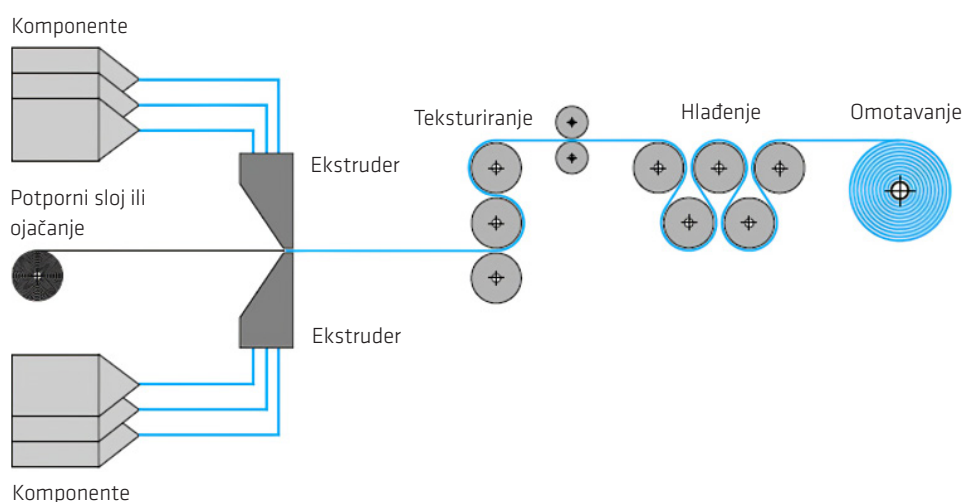 Komponente
Teksturiranje
Hlađenje
Omotavanje
Ekstruder
Potporni sloj ili
ojačanje
Ekstruder
Komponente